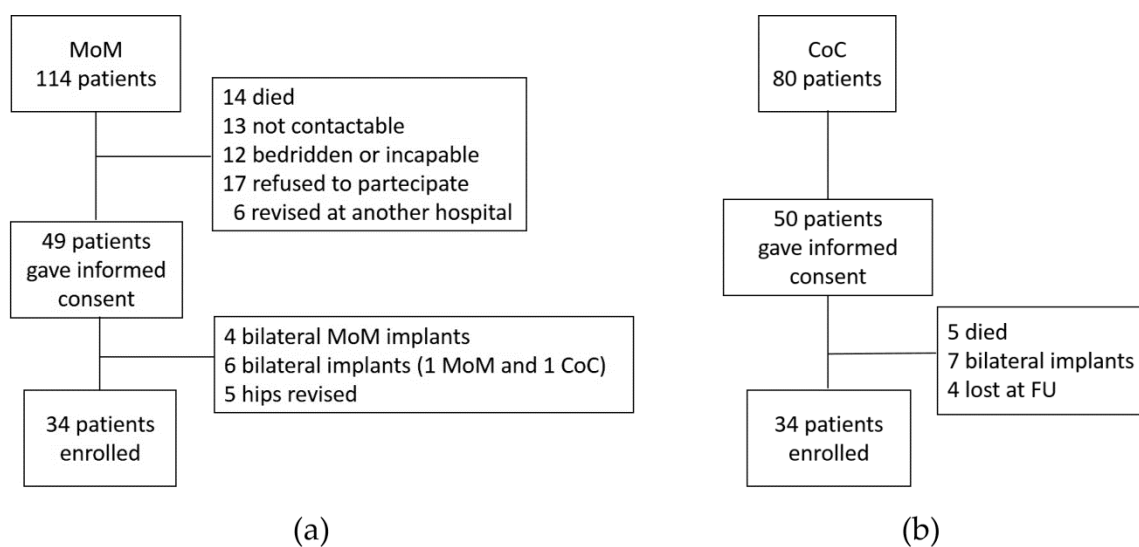 MoM
114 patients
14 died
13 not contactable
12 bedridden or incapable
17 refused to partecipate
6 revised at another hospital
49 patients
gave informed
consent
4 bilateral MoM implants
6 bilateral implants (1 MoM and 1 CoC)
5 hips revised
34 patients
enrolled
(a)
CoC
80 patients
50 patients
gave informed
consent
5 died
7 bilateral implants
4 lost at FU
34 patients
enrolled
(b)